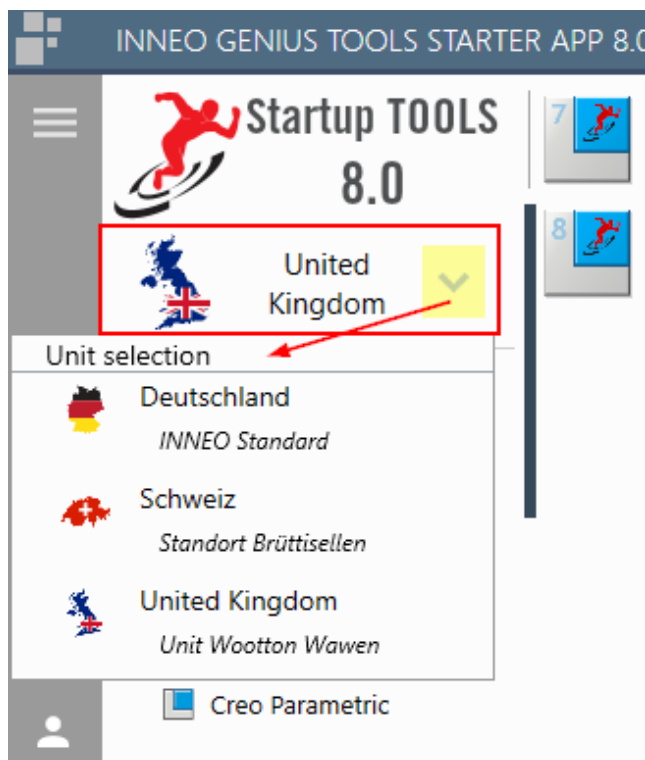 INNEO GENIUS TOOLS STARTER APP 8.0
Startup TOOLS
8.0
7
8
United
Kingdom
Unit selection
Deutschland
INNEO Standard
Schweiz
Standort Brüttisellen
United Kingdom
Unit Wootton Wawen
Creo Parametric